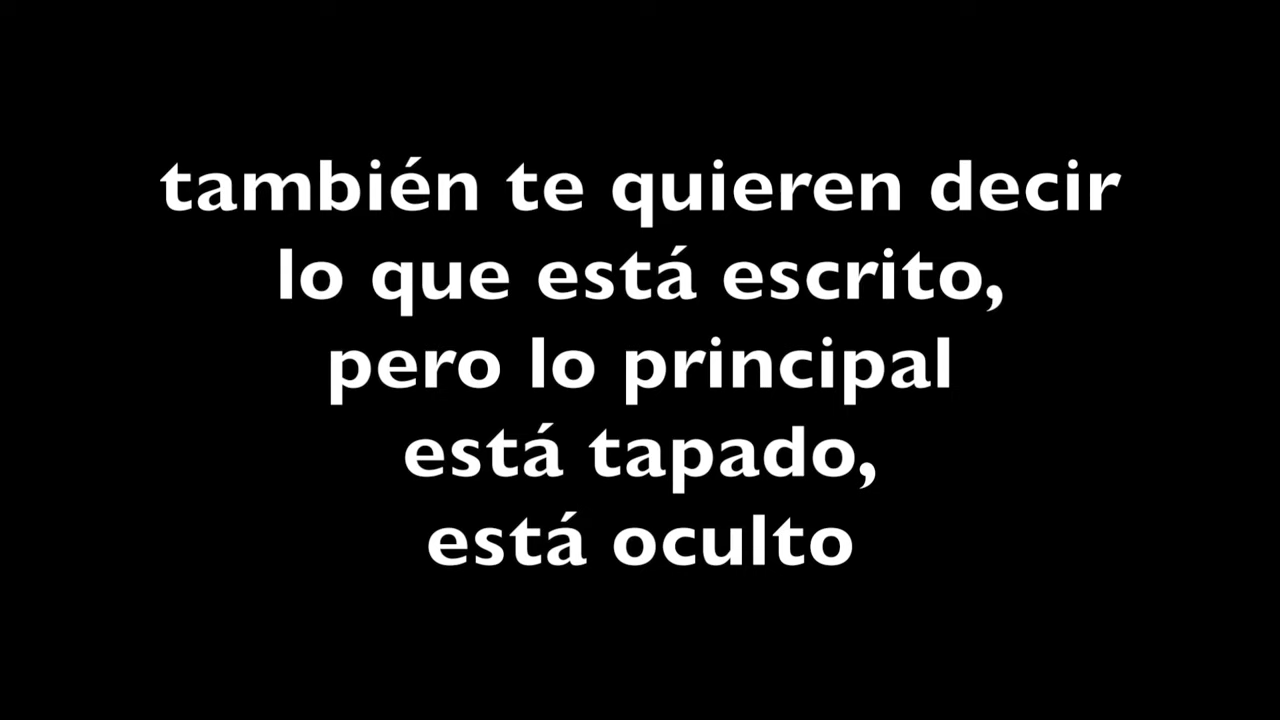 también te quieren decir
lo que está escrito,
pero lo principal
está tapado,
está oculto